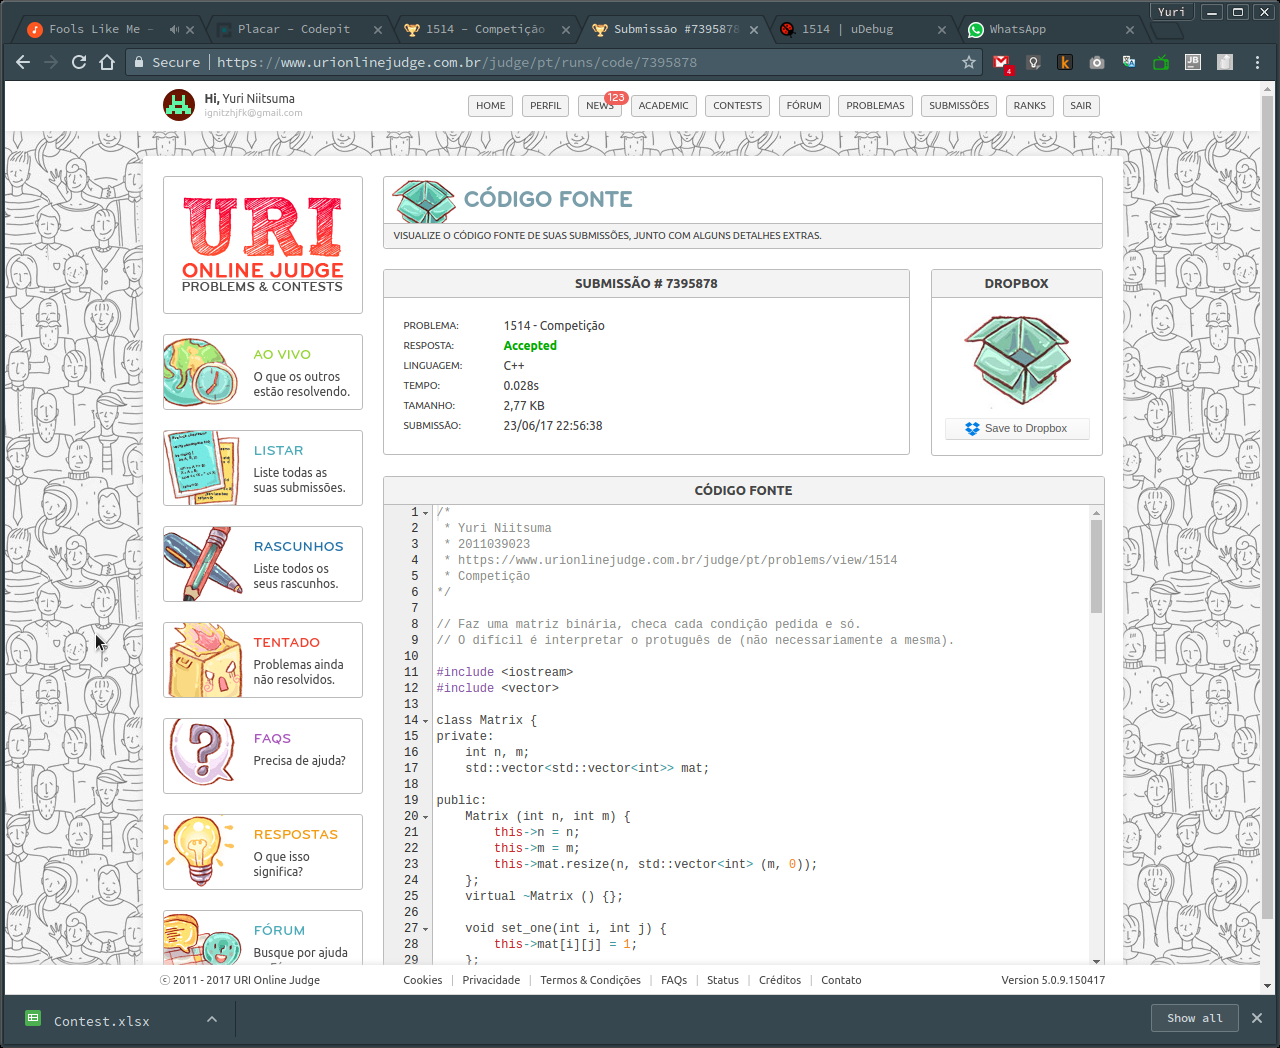 Yuri
Fools Like Me -
Placar - Codepit
1514 - Competição
Submissão #7395878
1514 | uDebug
WhatsApp
Secure
https://www.urionlinejudge.com.br/judge/pt/runs/code/7395878
4
JB
Hi, Yuri Niitsuma
ignitzhjfk@gmail.com
HOME
PERFIL
NEWS
123
ACADEMIC
CONTESTS
FÓRUM
PROBLEMAS
SUBMISSÕES
RANKS
SAIR
URI
ONLINE JUDGE
PROBLEMS & CONTESTS
AO VIVO
O que os outros
estão resolvendo.
LISTAR
Liste todas as
suas submissões.
RASCUNHOS
Liste todos os
seus rascunhos.
TENTADO
Problemas ainda
não resolvidos.
FAQS
Precisa de ajuda?
RESPOSTAS
O que isso
significa?
FÓRUM
Busque por ajuda
CÓDIGO FONTE
VISUALIZE O CÓDIGO FONTE DE SUAS SUBMISSÕES, JUNTO COM ALGUNS DETALHES EXTRAS.
SUBMISSÃO # 7395878
PROBLEMA: 1514 - Competição
RESPOSTA: Accepted
LINGUAGEM: C++
TEMPO: 0.028s
TAMANHO: 2,77 KB
SUBMISSÃO: 23/06/17 22:56:38
DROPBOX
Save to Dropbox
CÓDIGO FONTE
1 /*
2 * Yuri Niitsuma
3 * 2011039023
4 * https://www.urionlinejudge.com.br/judge/pt/problems/view/1514
5 * Competição
6 */
7
8 // Faz uma matriz binária, checa cada condição pedida e só.
9 // O difícil é interpretar o protuguês de (não necessariamente a mesma).
10
11 #include <iostream>
12 #include <vector>
13
14 class Matrix {
15 private:
16 int n, m;
17 std::vector<std::vector<int>> mat;
18
19 public:
20 Matrix (int n, int m) {
21 this->n = n;
22 this->m = m;
23 this->mat.resize(n, std::vector<int> (m, 0));
24 };
25 virtual ~Matrix () {};
26
27 void set_one(int i, int j) {
28 this->mat[i][j] = 1;
29 };
© 2011 - 2017 URI Online Judge
Cookies | Privacidade | Termos & Condições | FAQs | Status | Créditos | Contato
Version 5.0.9.150417
Contest.xlsx
Show all